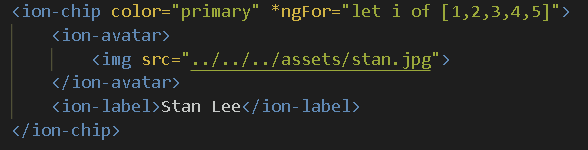 <ion-chip color="primary" *ngFor="let i of [1,2,3,4,5]">
<ion-avatar>
<img src="../../../assets/stan.jpg">
</ion-avatar>
<ion-label>Stan Lee</ion-label>
</ion-chip>